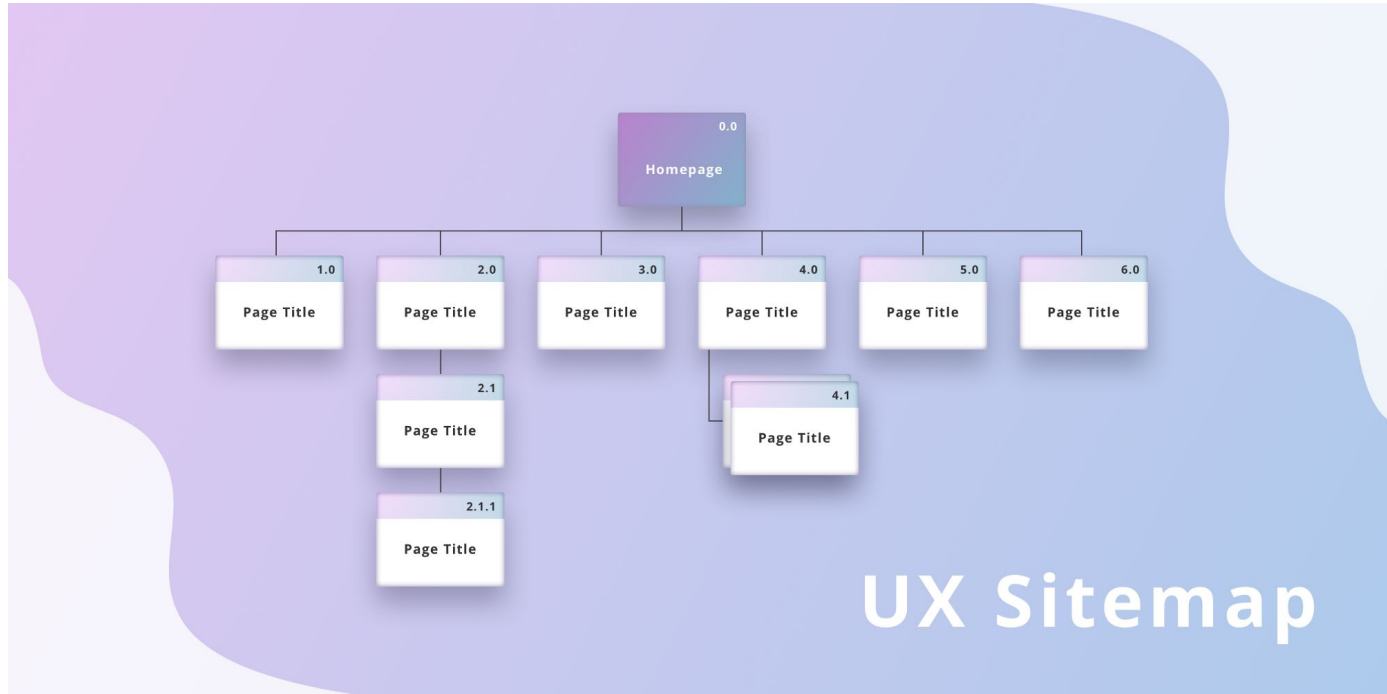 0.0
Homepage
1.0
Page Title
2.0
Page Title
3.0
Page Title
4.0
Page Title
5.0
Page Title
6.0
Page Title
2.1
Page Title
4.1
Page Title
2.1.1
Page Title
UX Sitemap